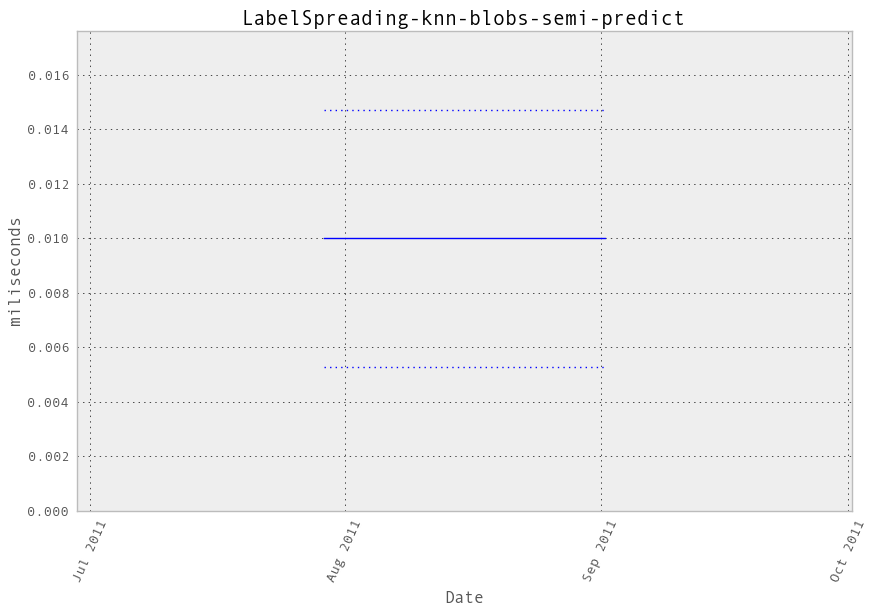 LabelSpreading-knn-blobs-semi-predict
0.016
0.014
0.012
0.010
0.008
0.006
0.004
0.002
0.000
miliseconds
Jul 2011
Aug 2011
Sep 2011
Oct 2011
Date